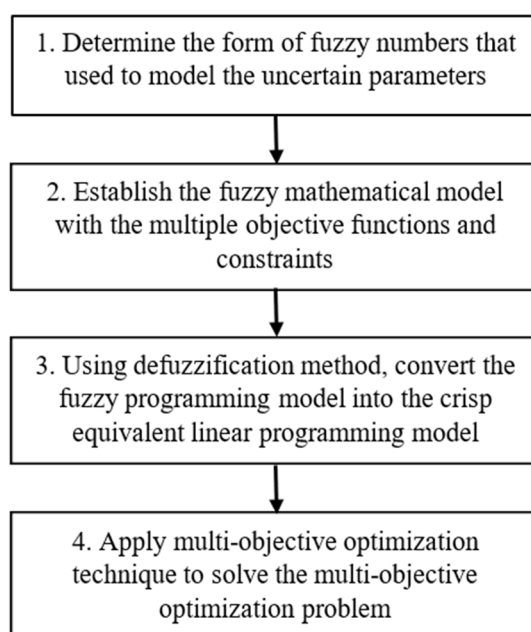 1. Determine the form of fuzzy numbers that
used to model the uncertain parameters
2. Establish the fuzzy mathematical model
with the multiple objective functions and
constraints
3. Using defuzzification method, convert the
fuzzy programming model into the crisp
equivalent linear programming model
4. Apply multi-objective optimization
technique to solve the multi-objective
optimization problem